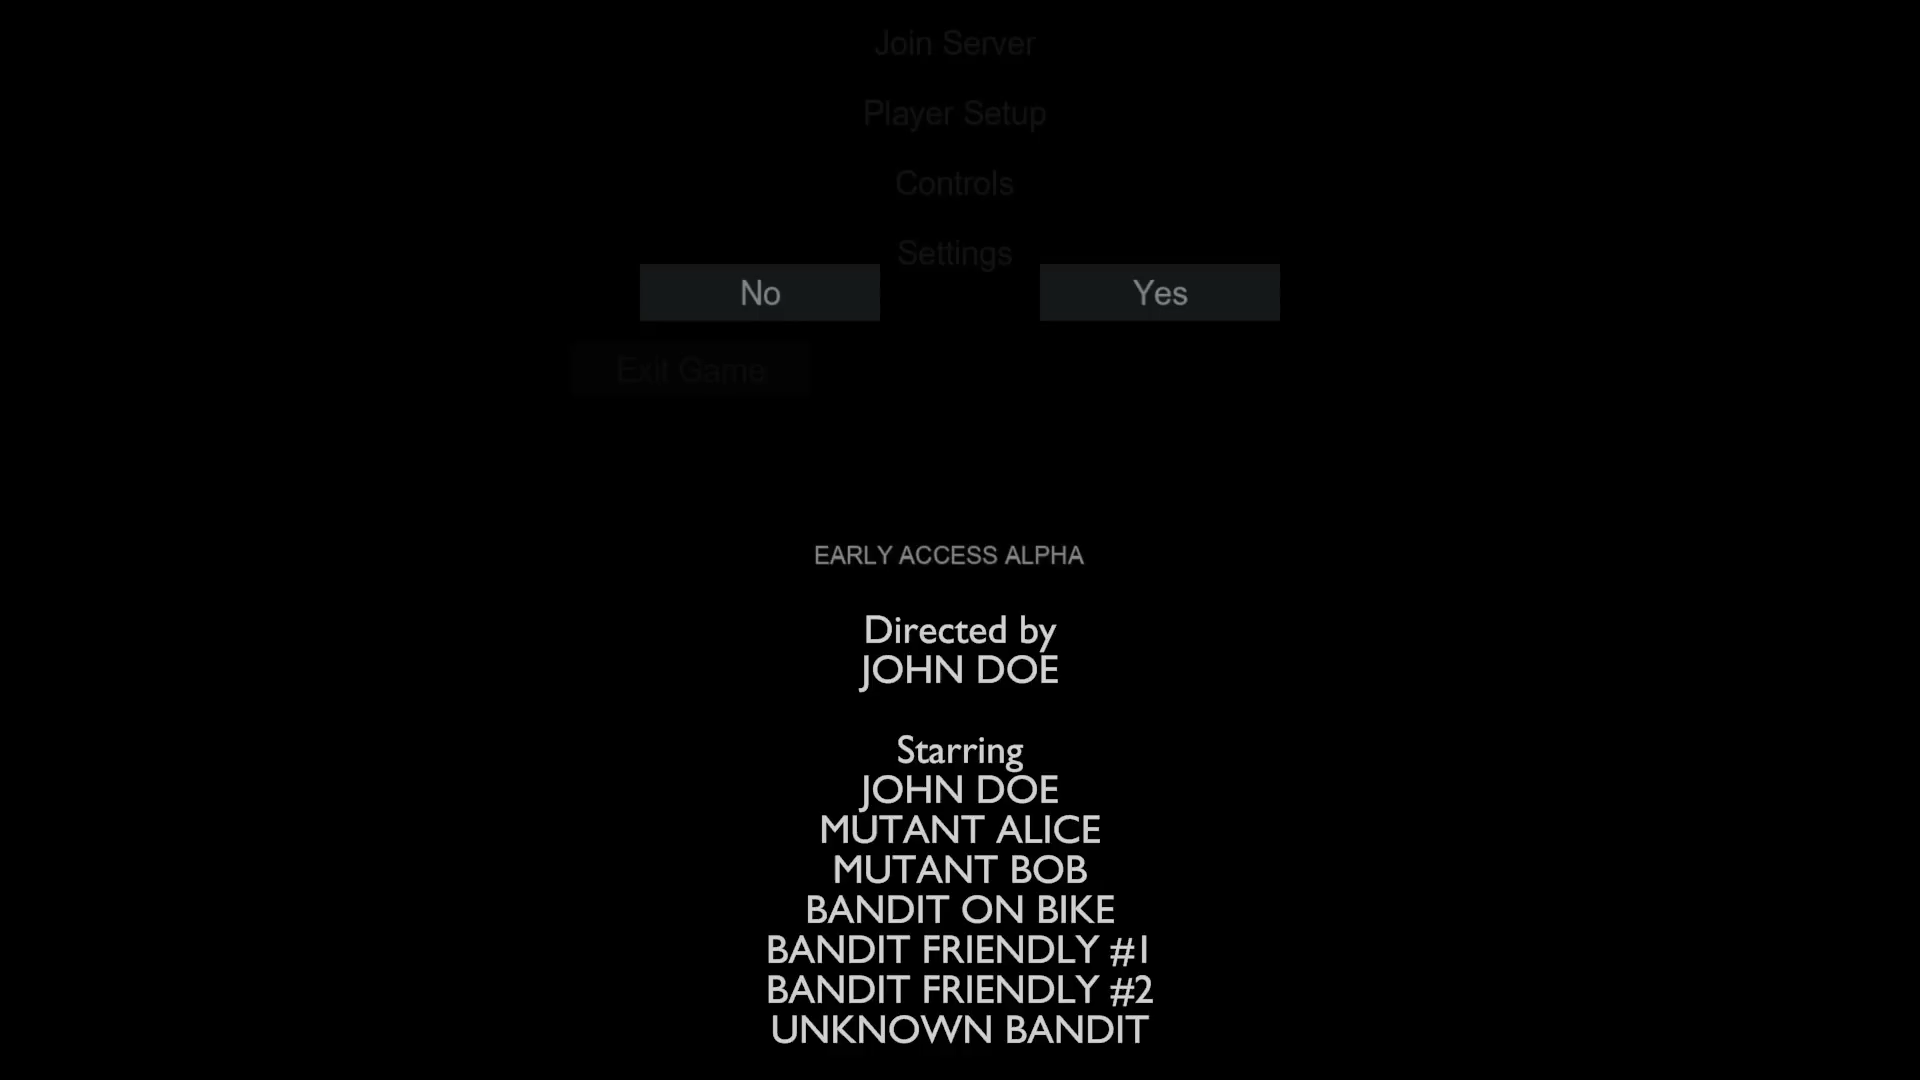 Join Server
Player Setup
Controls
Settings
No
Yes
Exit Game
EARLY ACCESS ALPHA
Directed by
JOHN DOE
Starring
JOHN DOE
MUTANT ALICE
MUTANT BOB
BANDIT ON BIKE
BANDIT FRIENDLY #1
BANDIT FRIENDLY #2
UNKNOWN BANDIT